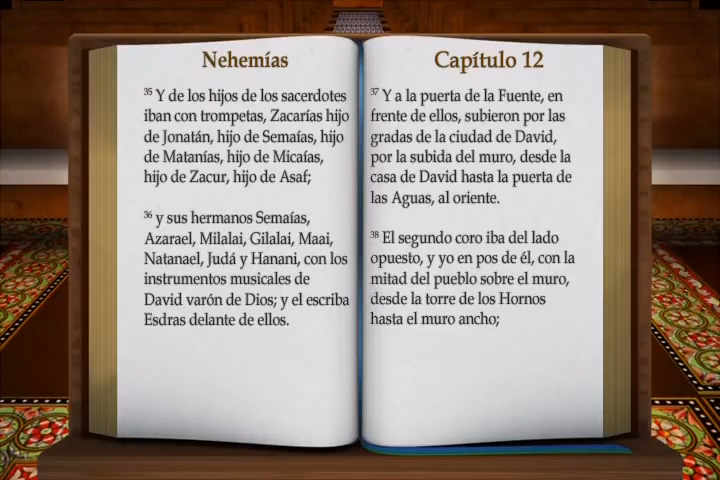 Nehemías
35 Y de los hijos de los sacerdotes
iban con trompetas, Zacarías hijo
de Jonatán, hijo de Semaías, hijo
de Matanías, hijo de Micaías,
hijo de Zacur, hijo de Asaf;
36 y sus hermanos Semaías,
Azarael, Milalai, Gilalai, Maai,
Natanael, Judá y Hanani, con los
instrumentos musicales de
David varón de Dios; y el escriba
Esdras delante de ellos.
Capítulo 12
37 Y a la puerta de la Fuente, en
frente de ellos, subieron por las
gradas de la ciudad de David,
por la subida del muro, desde la
casa de David hasta la puerta de
las Aguas, al oriente.
38 El segundo coro iba del lado
opuesto, y yo en pos de él, con la
mitad del pueblo sobre el muro,
desde la torre de los Hornos
hasta el muro ancho;